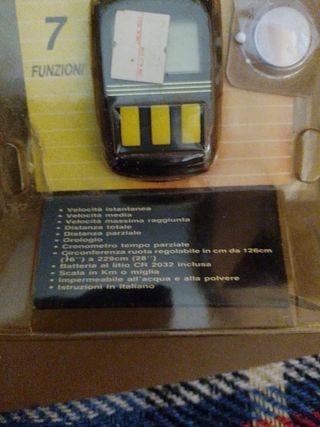 7
FUNZIONI
• Velocità istantanea
• Velocità media
• Velocità massima raggiunta
• Distanza totale
• Distanza parziale
• Orologio
• Cronometro tempo parziale
• Circonferenza ruota regolabile in cm da 126cm
(16'') a 229cm (28'')
• Batteria al litio CR 2032 inclusa
• Scala in Km o miglia
• Impermeabile all'acqua e alla polvere
• Istruzioni in italiano